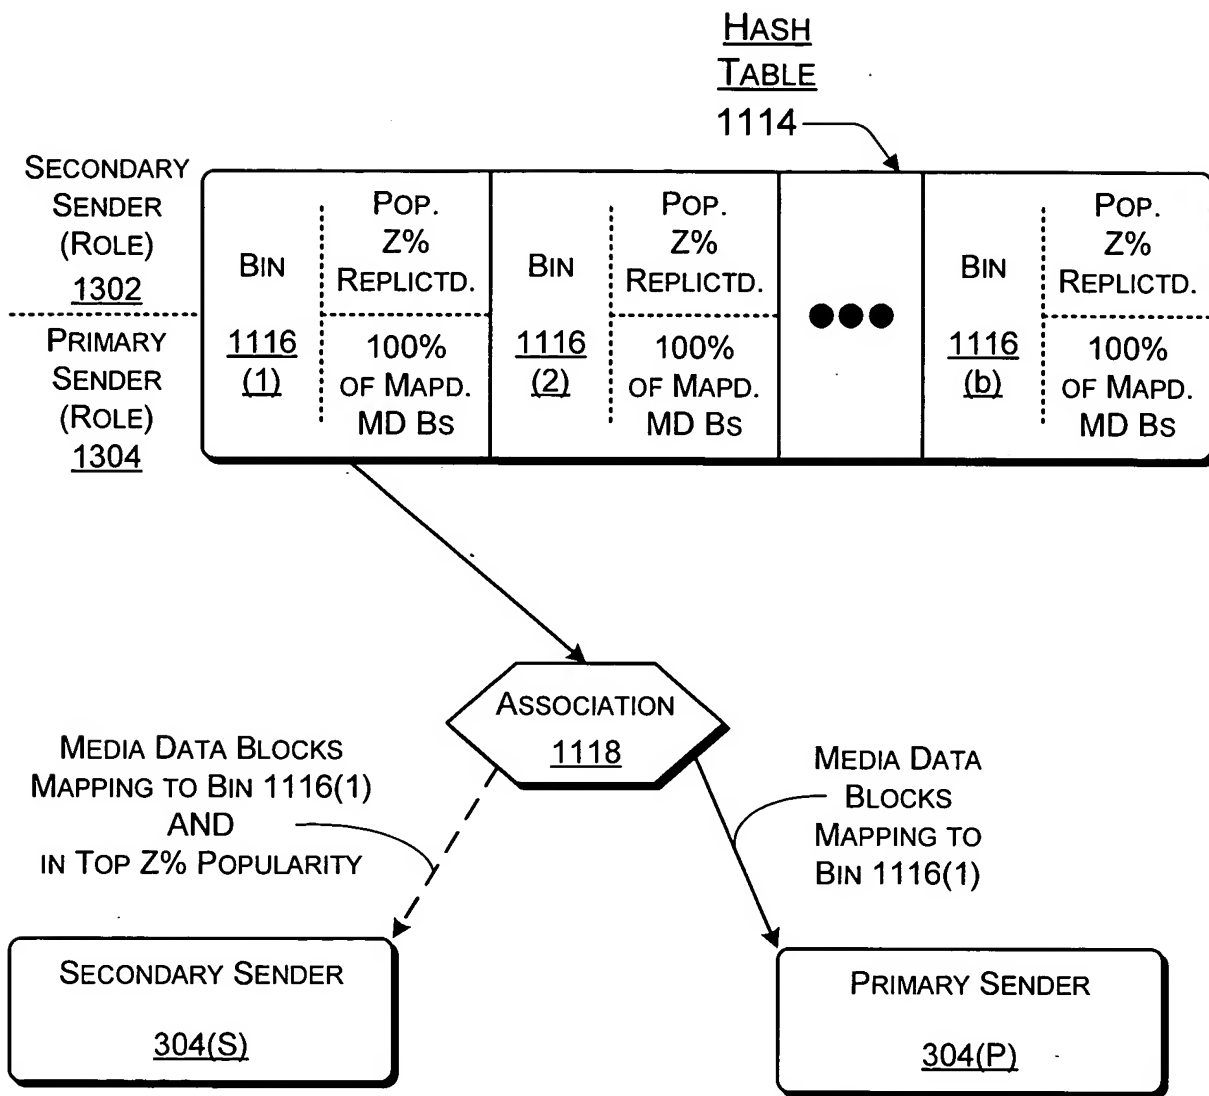 HASH
TABLE
1114
SECONDARY
SENDER
(ROLE)
1302
PRIMARY
SENDER
(ROLE)
1304
BIN
1116
(1)
POP.
Z%
REPLICTD.
100%
OF MAPD.
MD BS
BIN
1116
(2)
POP.
Z%
REPLICTD.
100%
OF MAPD.
MD BS
BIN
1116
(b)
POP.
Z%
REPLICTD.
100%
OF MAPD.
MD BS
ASSOCIATION
1118
MEDIA DATA BLOCKS
MAPPING TO BIN 1116(1)
AND
IN TOP Z% POPULARITY
MEDIA DATA
BLOCKS
MAPPING TO
BIN 1116(1)
SECONDARY SENDER
304(S)
PRIMARY SENDER
304(P)